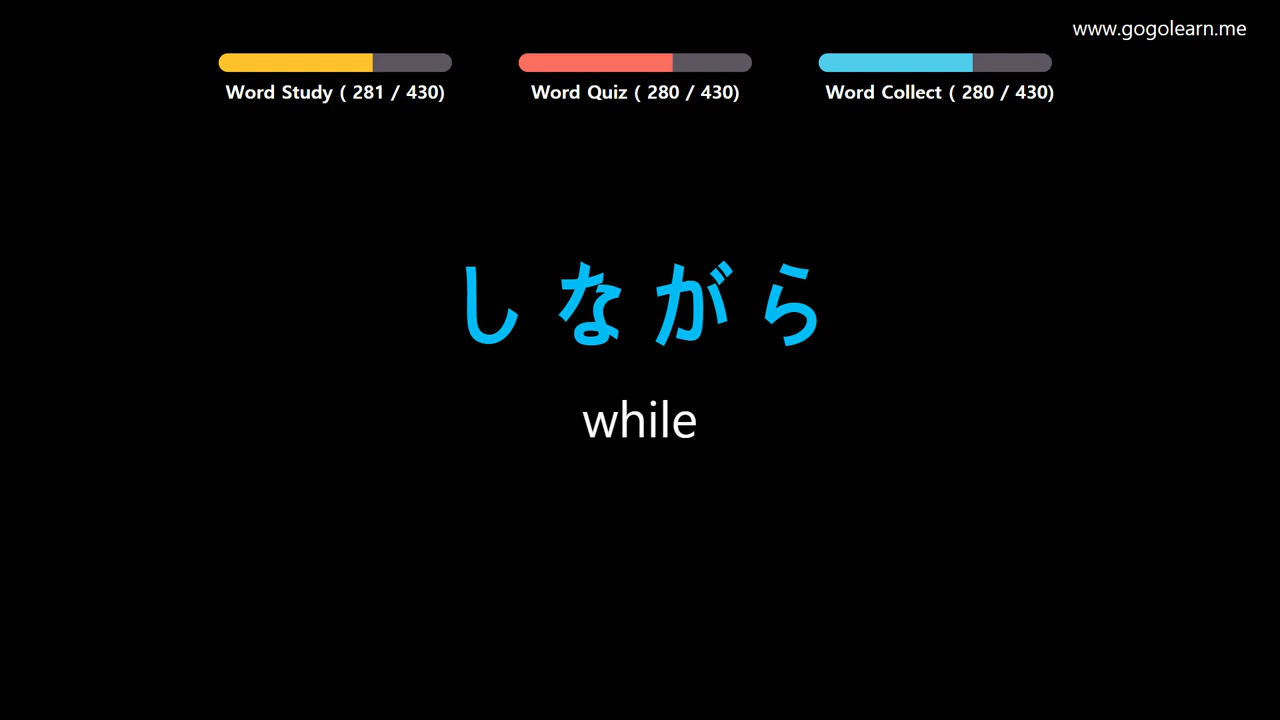 www.gogolearn.me
Word Study ( 281 / 430)
Word Quiz ( 280 / 430)
Word Collect ( 280 / 430)
しながら
while